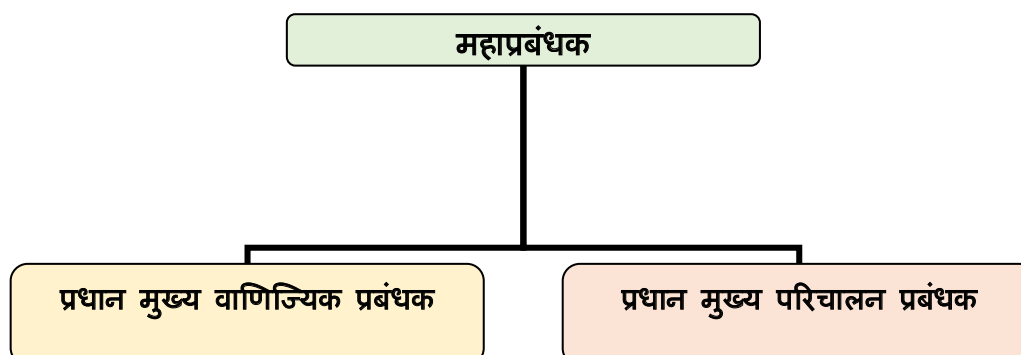 महाप्रबंधक
प्रधान मुख्य वाणिज्यिक प्रबंधक
प्रधान मुख्य परिचालन प्रबंधक